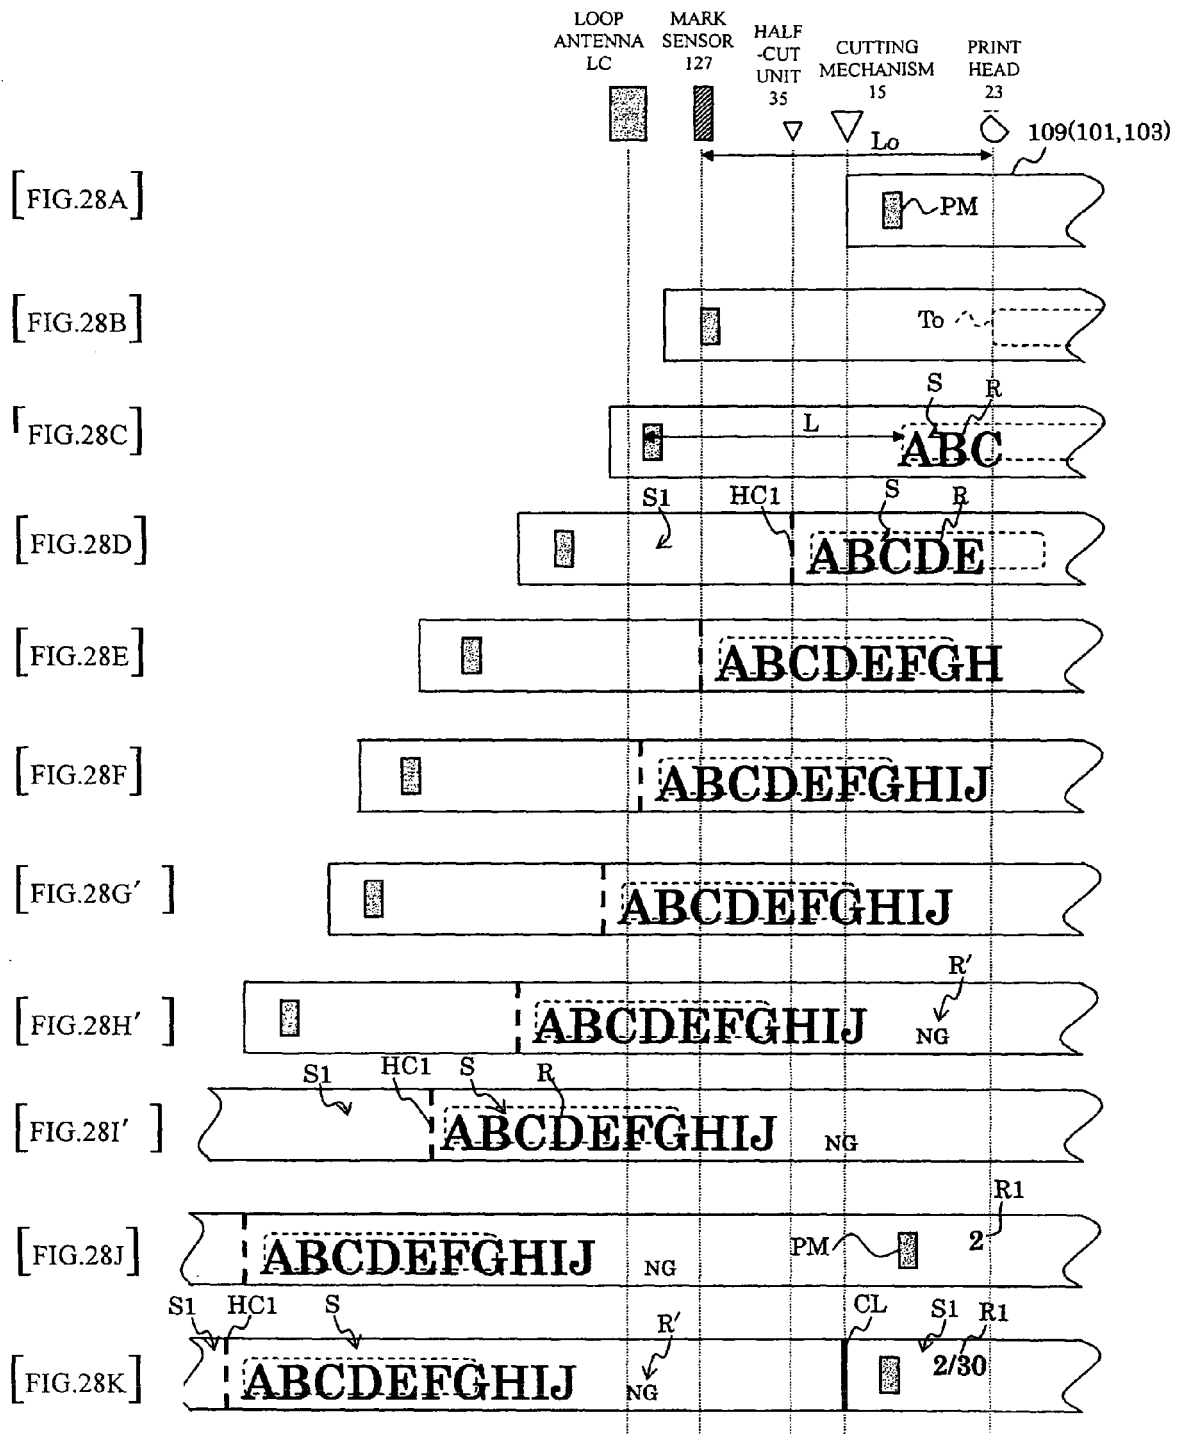 LOOP ANTENNA LC
MARK SENSOR 127
HALF -CUT UNIT 35
CUTTING MECHANISM 15
PRINT HEAD 23
Lo
109(101,103)
[FIG.28A]
PM
[FIG.28B]
To
[FIG.28C]
L
S
R
ABC
[FIG.28D]
S1
HC1
S
R
ABCDE
[FIG.28E]
ABCDEFGH
[FIG.28F]
ABCDEFGHIJ
[FIG.28G′ ]
ABCDEFGHIJ
R′
[FIG.28H′ ]
ABCDEFGHIJ
NG
S1
HC1
S
R
[FIG.28I′ ]
ABCDEFGHIJ
NG
R1
[FIG.28J]
ABCDEFGHIJ
NG
PM
2
S1
HC1
S
R′
CL
S1
R1
[FIG.28K]
ABCDEFGHIJ
NG
2/30